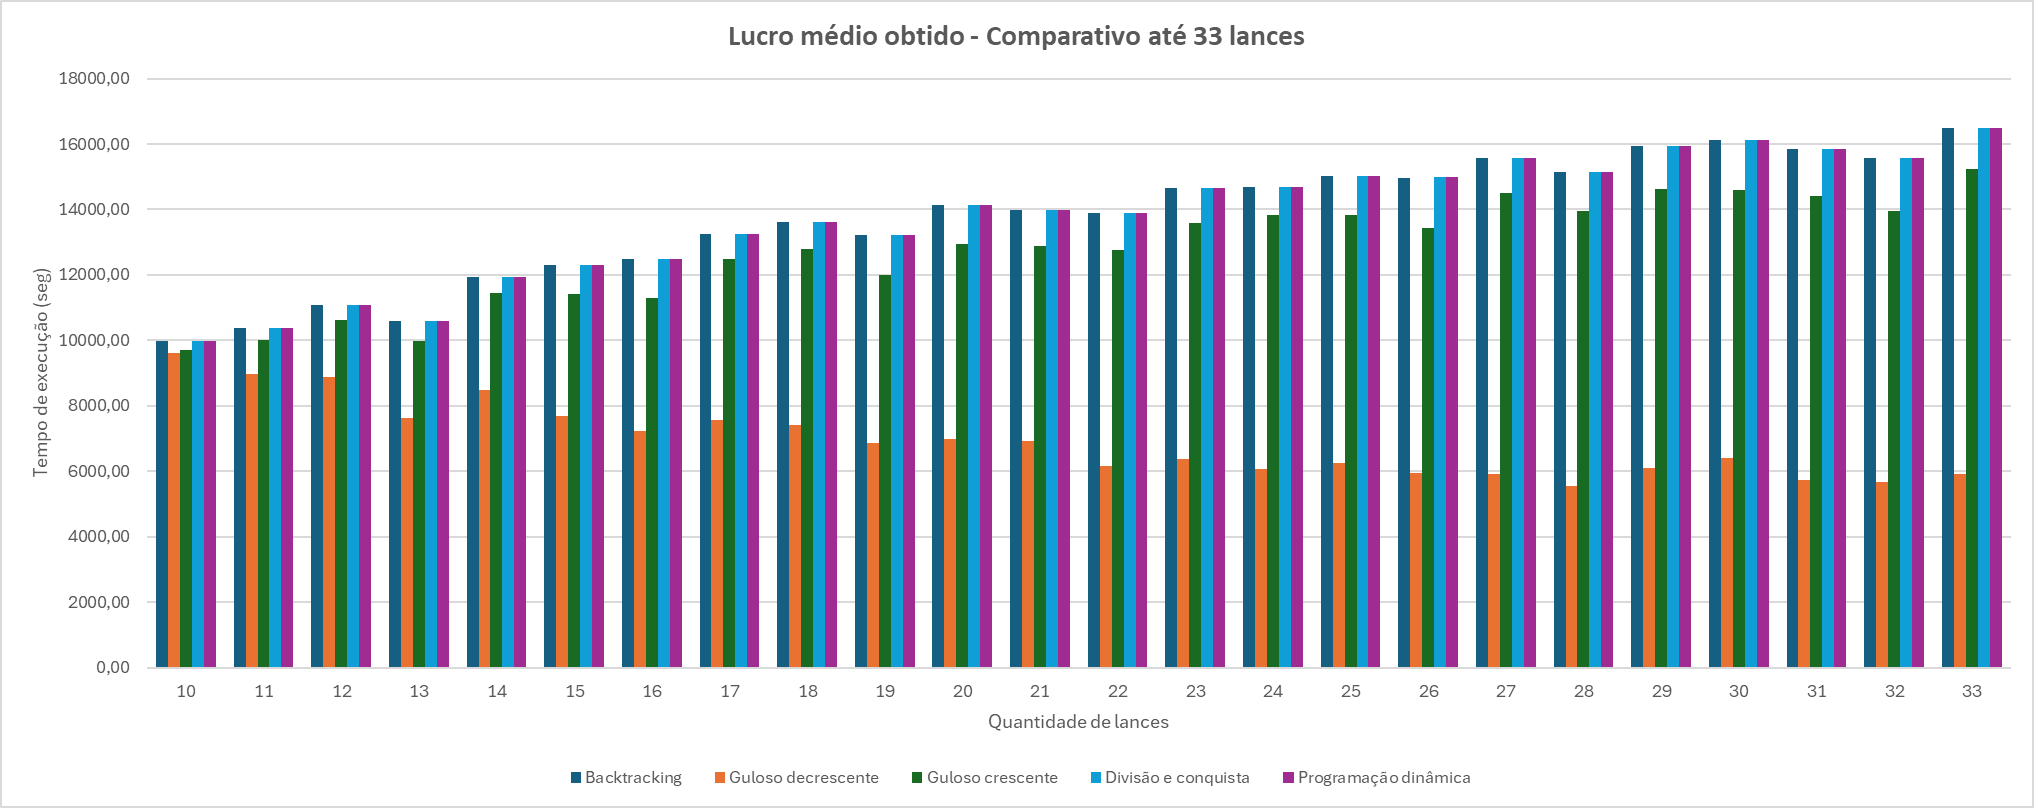 Lucro médio obtido - Comparativo até 33 lances
18000,00
16000,00
14000,00
12000,00
10000,00
8000,00
6000,00
4000,00
2000,00
0,00
Tempo de execução (seg)
10 11 12 13 14 15 16 17 18 19 20 21 22 23 24 25 26 27 28 29 30 31 32 33
Quantidade de lances
Backtracking Guloso decrescente Guloso crescente Divisão e conquista Programação dinâmica